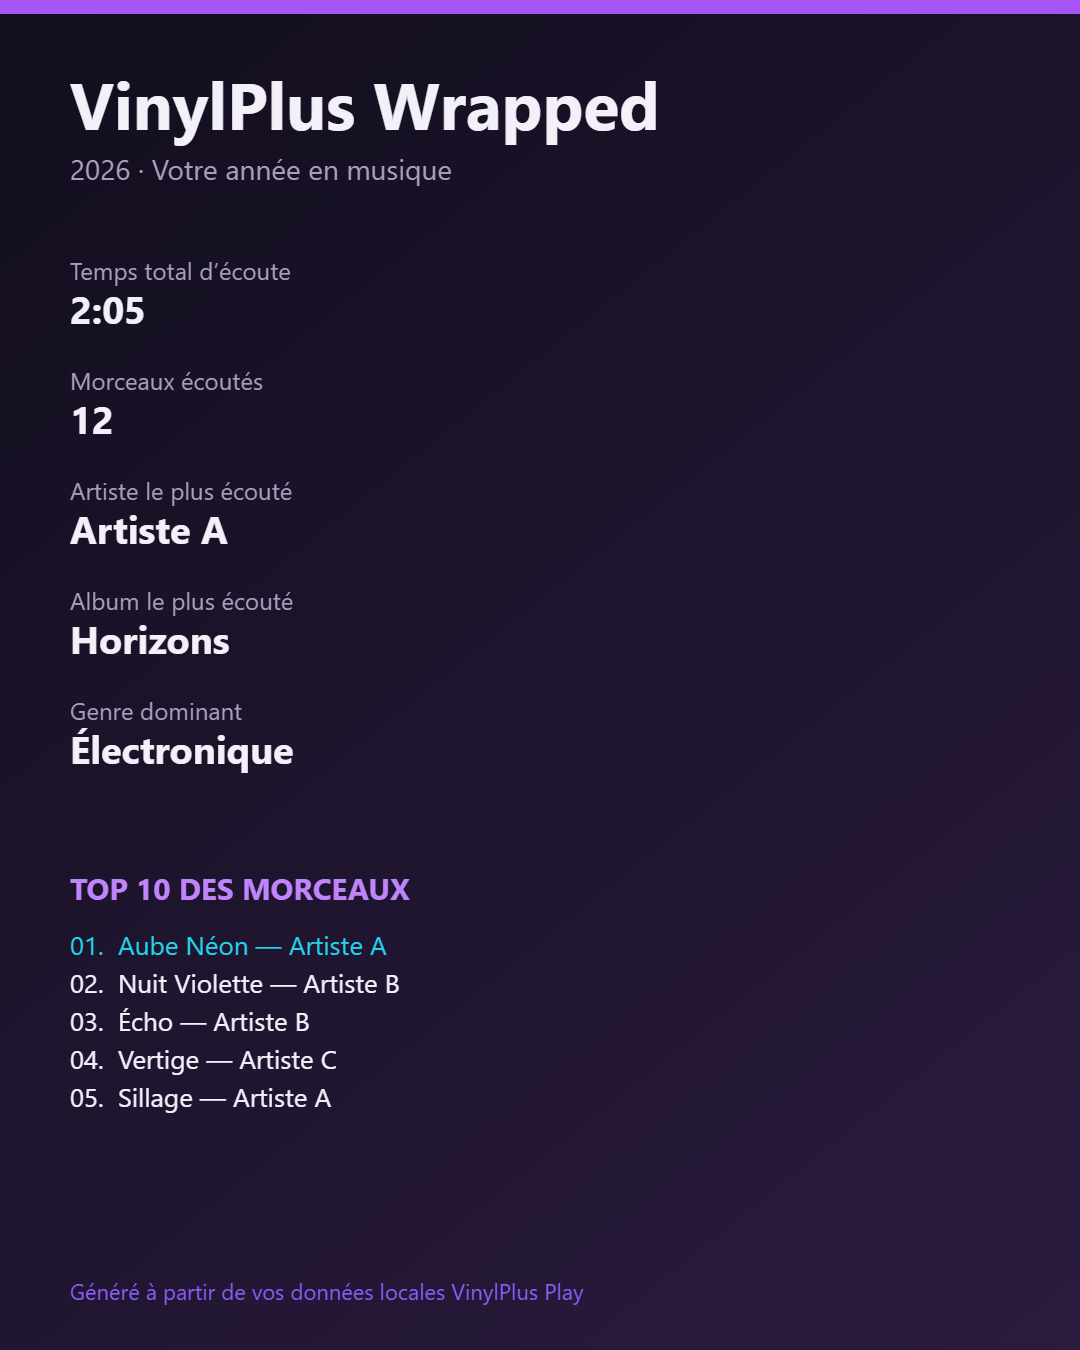 VinylPlus Wrapped
2026 · Votre année en musique
Temps total d’écoute
2:05
Morceaux écoutés
12
Artiste le plus écouté
Artiste A
Album le plus écouté
Horizons
Genre dominant
Électronique
TOP 10 DES MORCEAUX
01. Aube Néon — Artiste A
02. Nuit Violette — Artiste B
03. Écho — Artiste B
04. Vertige — Artiste C
05. Sillage — Artiste A
Généré à partir de vos données locales VinylPlus Play